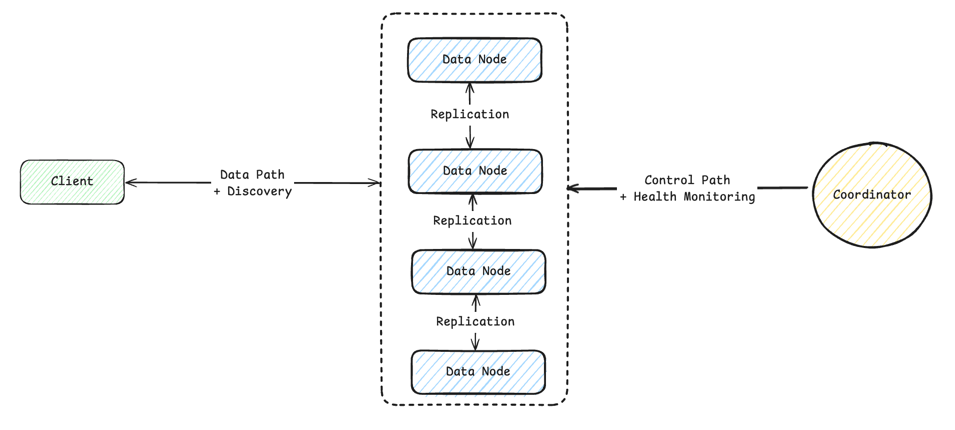 Data Node
Replication
Data Node
Replication
Data Node
Replication
Data Node
Client
Data Path
+ Discovery
Control Path
+ Health Monitoring
Coordinator